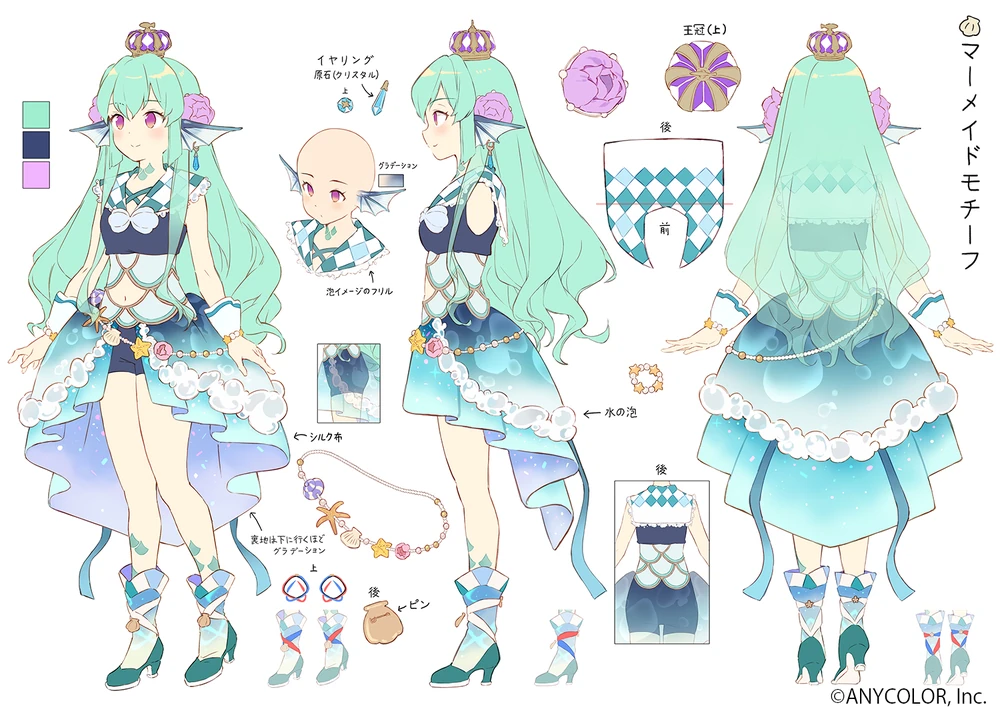 マーメイドモチーフ
イヤリング
原石(クリスタル)
上
グラデーション
泡イメージのフリル
王冠(上)
後
前
水の泡
シルク布
裏地は下に行くほど
グラデーション
上
後
ピン
後
©ANYCOLOR, Inc.